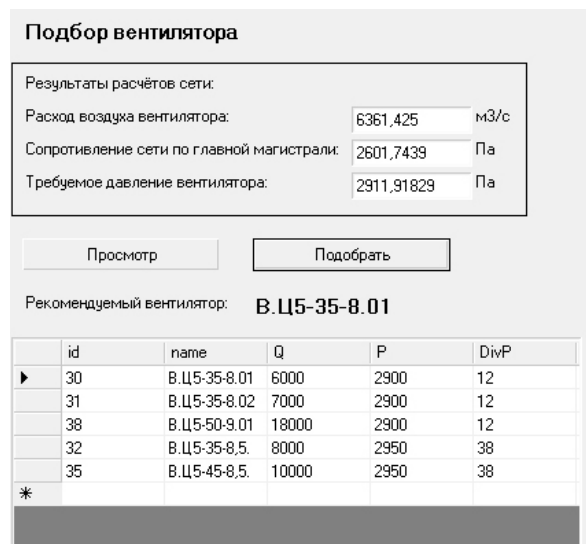 Подбор вентилятора
Результаты расчётов сети:
Расход воздуха вентилятора: 6361,425 м3/с
Сопротивление сети по главной магистрали: 2601,7439 Па
Требуемое давление вентилятора: 2911,91829 Па
Просмотр Подобрать
Рекомендуемый вентилятор: В.Ц5-35-8.01
id name Q P DivP
30 В.Ц5-35-8.01 6000 2900 12
31 В.Ц5-35-8.02 7000 2900 12
38 В.Ц5-50-9.01 18000 2900 12
32 В.Ц5-35-8,5. 8000 2950 38
35 В.Ц5-45-8,5. 10000 2950 38